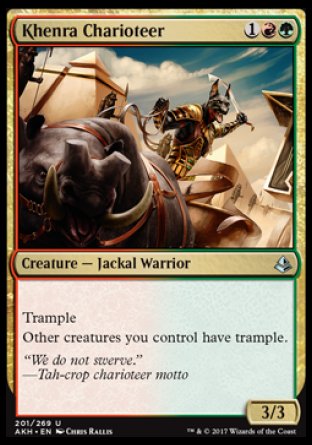 Khenra Charioteer 1
Creature — Jackal Warrior
Trample
Other creatures you control have trample.
“We do not swerve.”
—Tah-crop charioteer motto
3/3
201/269 U
AKH • EN CHRIS RALLIS
™ & © 2017 Wizards of the Coast